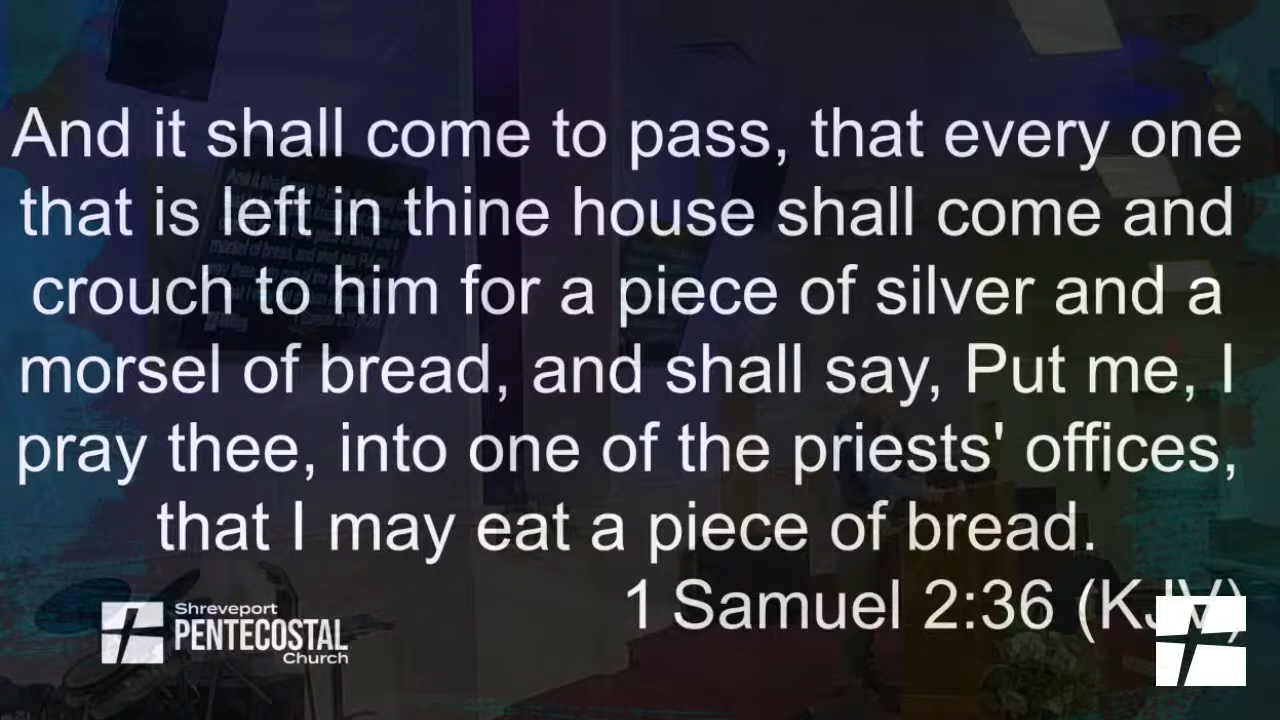 And it shall come to pass, that every one
that is left in thine house shall come and
crouch to him for a piece of silver and a
morsel of bread, and shall say, Put me, I
pray thee, into one of the priests' offices,
that I may eat a piece of bread.
1 Samuel 2:36 (KJV)
Shreveport
PENTECOSTAL
Church